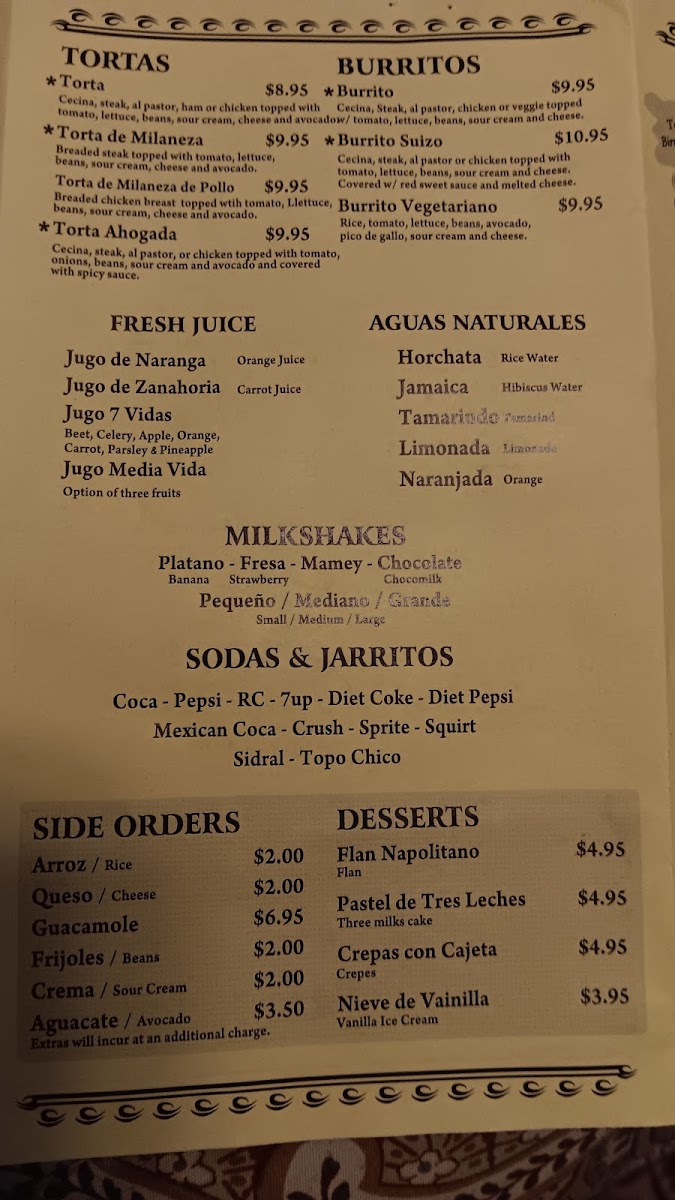 TORTAS
*Torta $8.95
Cecina, steak, al pastor, ham or chicken topped with
tomato, lettuce, beans, sour cream, cheese and avocado
*Torta de Milaneza $9.95
Breaded steak topped with tomato, lettuce,
beans, sour cream, cheese and avocado.
Torta de Milaneza de Pollo $9.95
Breaded chicken breast topped wtih tomato, Llettuce,
beans, sour cream, cheese and avocado.
*Torta Ahogada $9.95
Cecina, steak, al pastor, or chicken topped with tomato,
onions, beans, sour cream and avocado and covered
with spicy sauce.
BURRITOS
*Burrito $9.95
Cecina, Steak, al pastor, chicken or veggie topped
w/ tomato, lettuce, beans, sour cream and cheese.
*Burrito Suizo $10.95
Cecina, steak, al pastor or chicken topped with
tomato, lettuce, beans, sour cream and cheese.
Covered w/ red sweet sauce and melted cheese.
Burrito Vegetariano $9.95
Rice, tomato, lettuce, beans, avocado,
pico de gallo, sour cream and cheese.
FRESH JUICE
Jugo de Naranga Orange Juice
Jugo de Zanahoria Carrot Juice
Jugo 7 Vidas
Beet, Celery, Apple, Orange,
Carrot, Parsley & Pineapple
Jugo Media Vida
Option of three fruits
AGUAS NATURALES
Horchata Rice Water
Jamaica Hibiscus Water
Tamarindo Tamarind
Limonada Limonade
Naranjada Orange
MILKSHAKES
Platano - Fresa - Mamey - Chocolate
Banana Strawberry Chocomilk
Pequeño / Mediano / Grande
Small / Medium / Large
SODAS & JARRITOS
Coca - Pepsi - RC - 7up - Diet Coke - Diet Pepsi
Mexican Coca - Crush - Sprite - Squirt
Sidral - Topo Chico
SIDE ORDERS
Arroz / Rice $2.00
Queso / Cheese $2.00
Guacamole $6.95
Frijoles / Beans $2.00
Crema / Sour Cream $2.00
Aguacate / Avocado $3.50
Extras will incur at an additional charge.
DESSERTS
Flan Napolitano $4.95
Flan
Pastel de Tres Leches $4.95
Three milks cake
Crepas con Cajeta $4.95
Crepes
Nieve de Vainilla $3.95
Vanilla Ice Cream